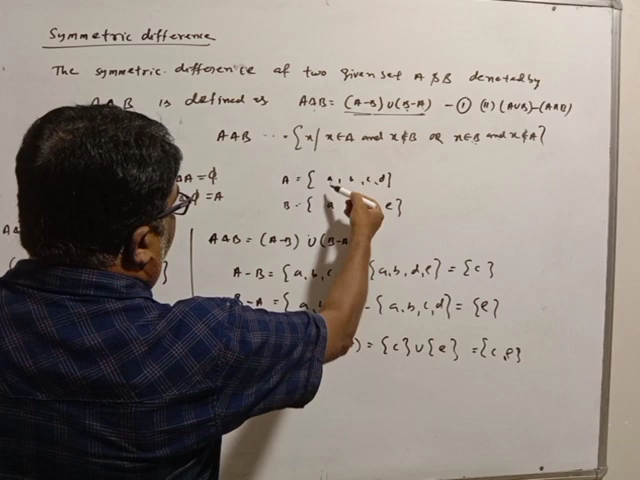 Symmetric difference
The symmetric difference of two given set A & B denoted by
AΔB is defined as AΔB = (A-B)∪(B-A) - ① (ii) (A∪B)-(A∩B)
AΔB = {x| x∈A and x∉B or x∈B and x∉A}
ΔA = ϕ
ϕ = A
A = { a, b, c, d}
B = { a e}
AΔB = (A-B) ∪ (B-A
A-B = {a, b, c {a, b, d, e} = {c}
B-A = { a, b - {a, b, c, d} = {e}
) = {c} ∪ {e} = {c, e}